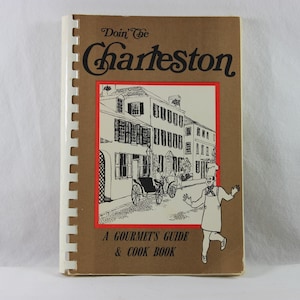 Doin' The
Charleston
A GOURMET'S GUIDE
& COOK BOOK